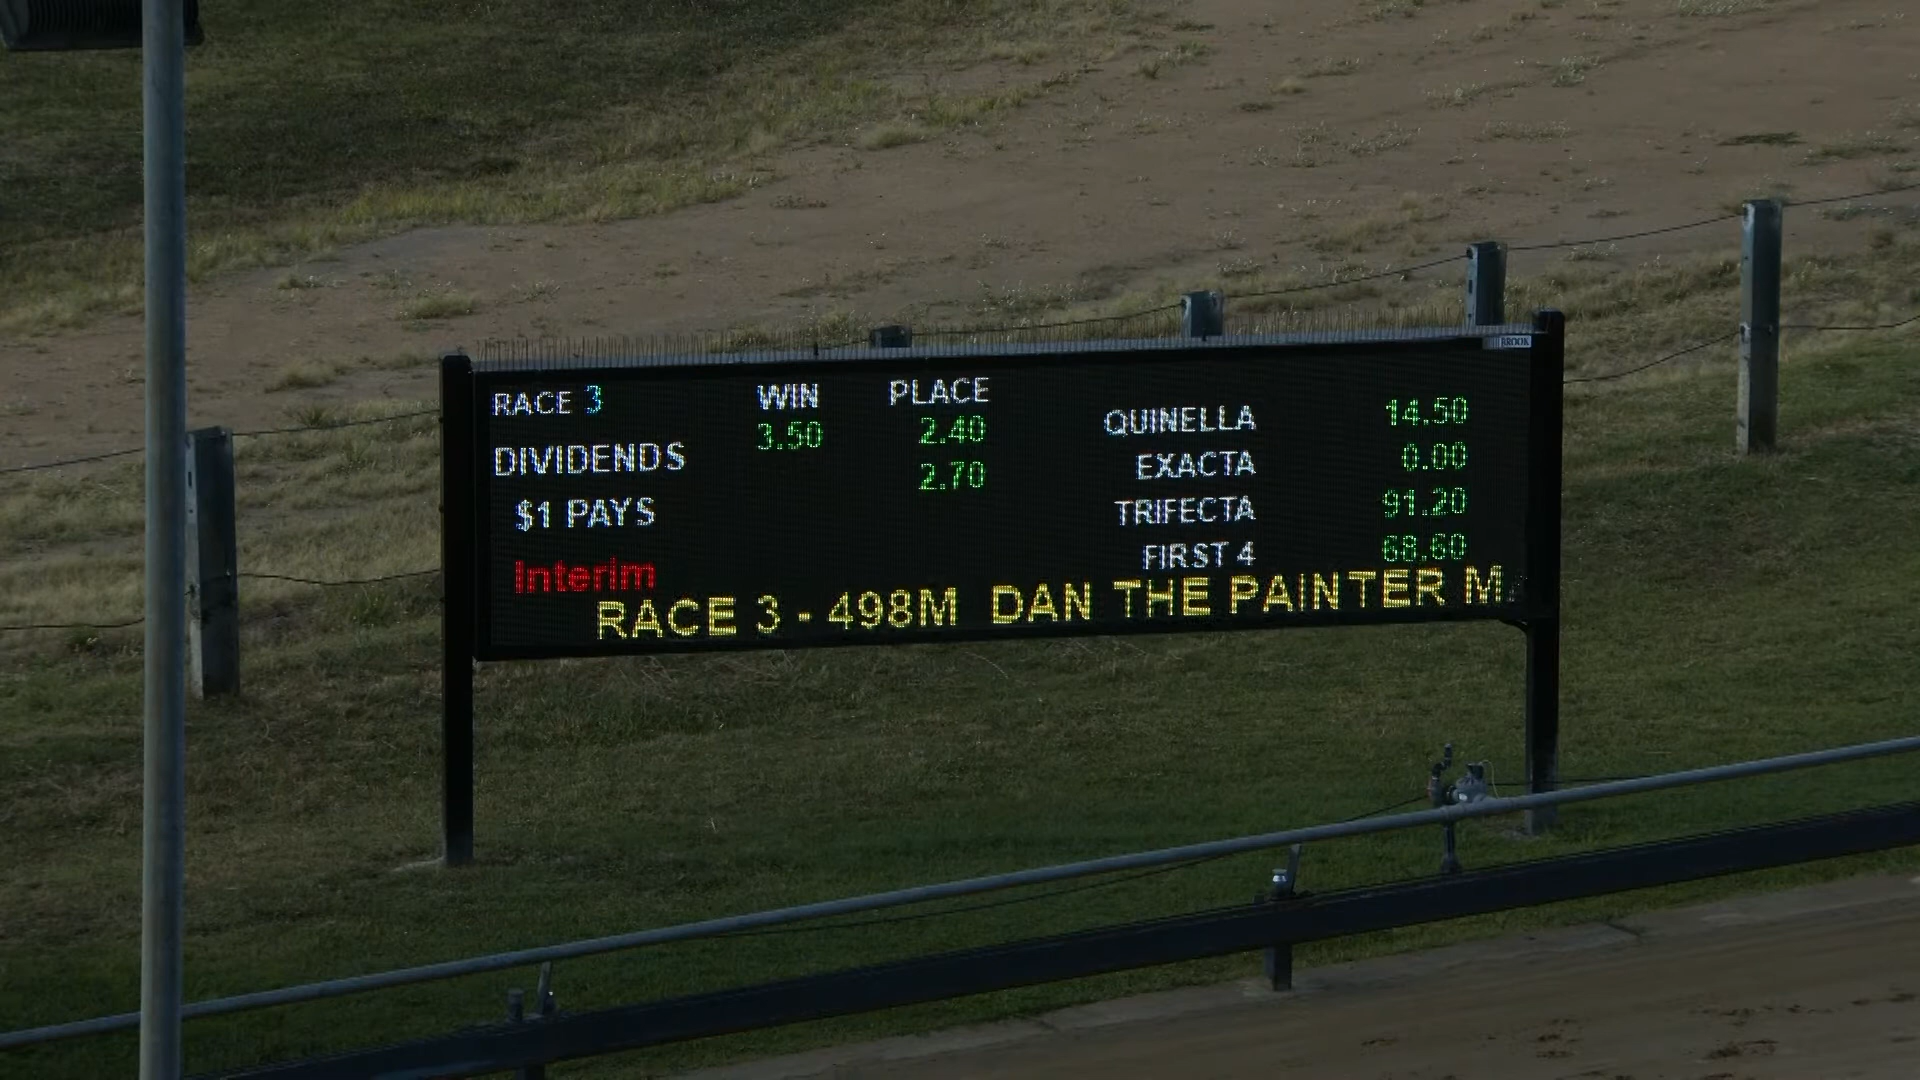 RACE 3 WIN PLACE
3.50 2.40
DIVIDENDS 2.70
$1 PAYS
Interim
QUINELLA 14.50
EXACTA 0.00
TRIFECTA 91.20
FIRST 4 68.60
RACE 3 - 498M DAN THE PAINTER M
BROOK